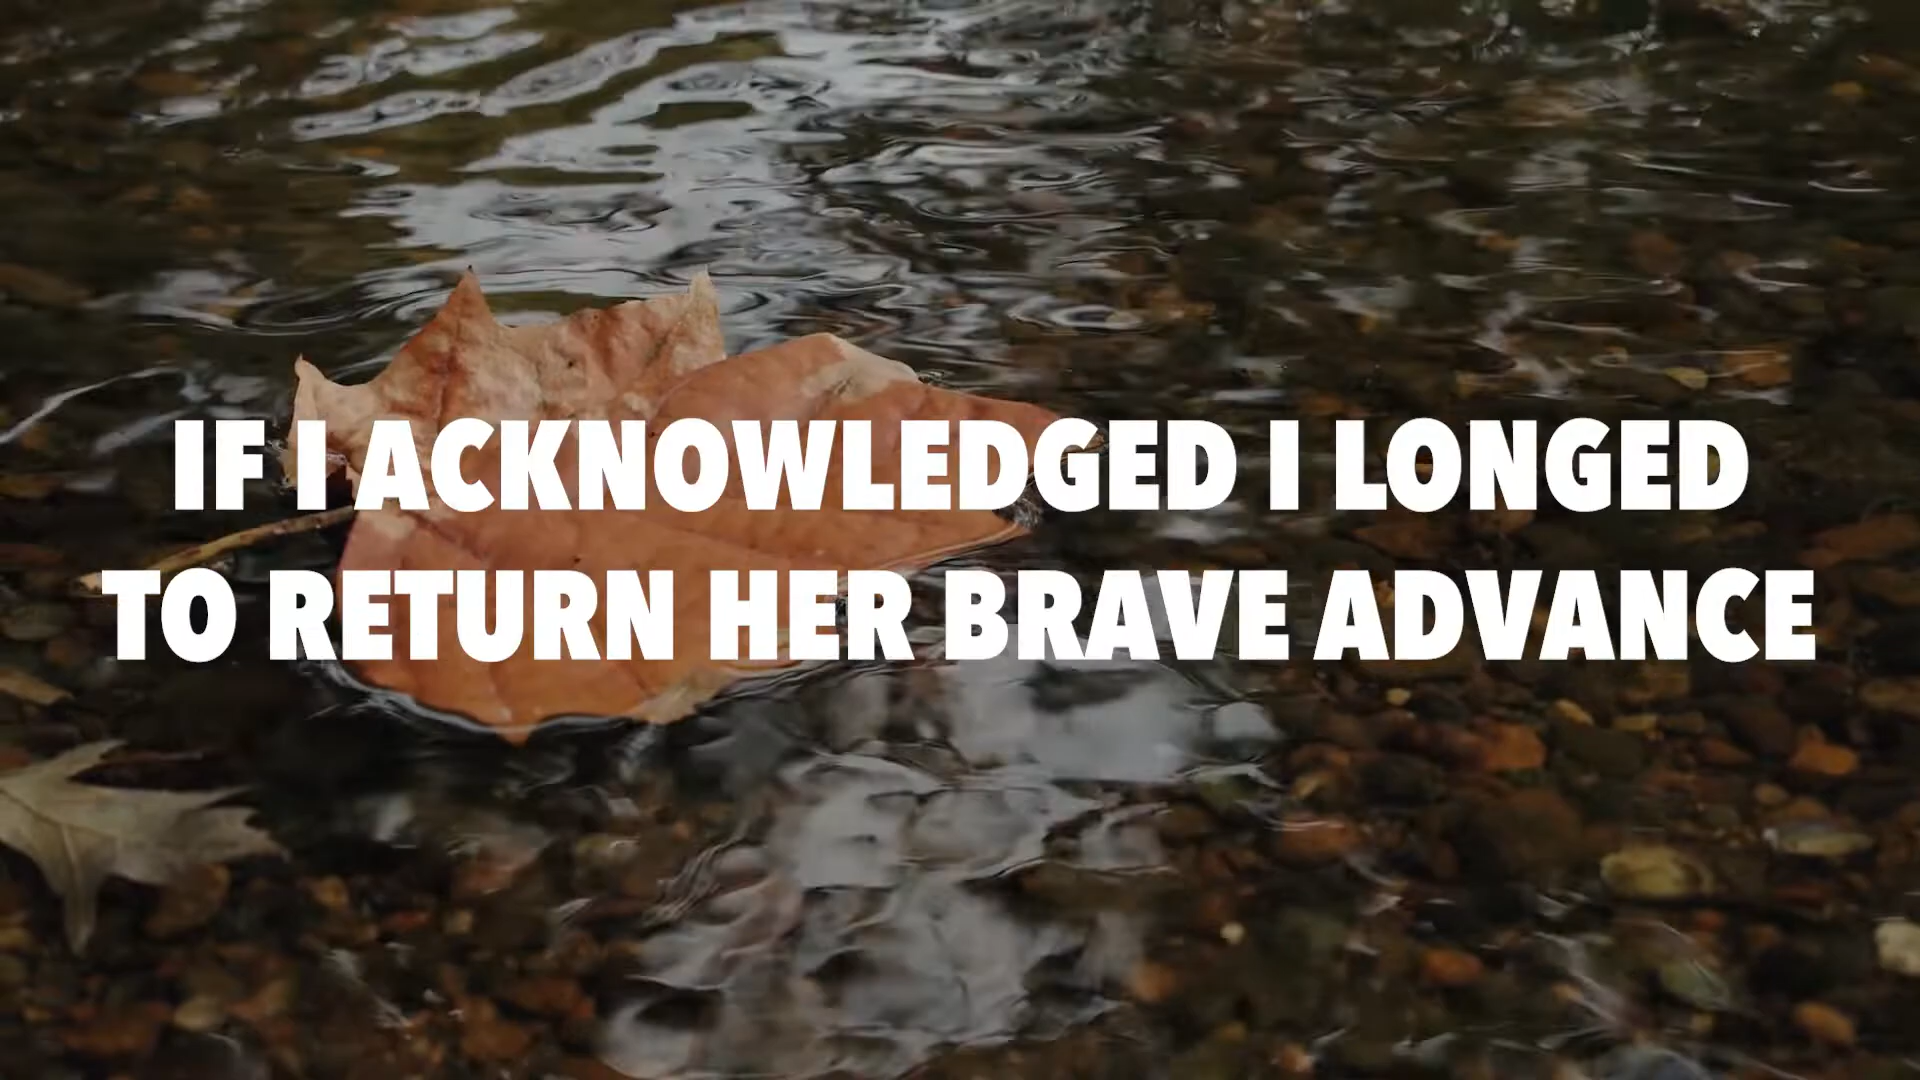 IF I ACKNOWLEDGED I LONGED
TO RETURN HER BRAVE ADVANCE